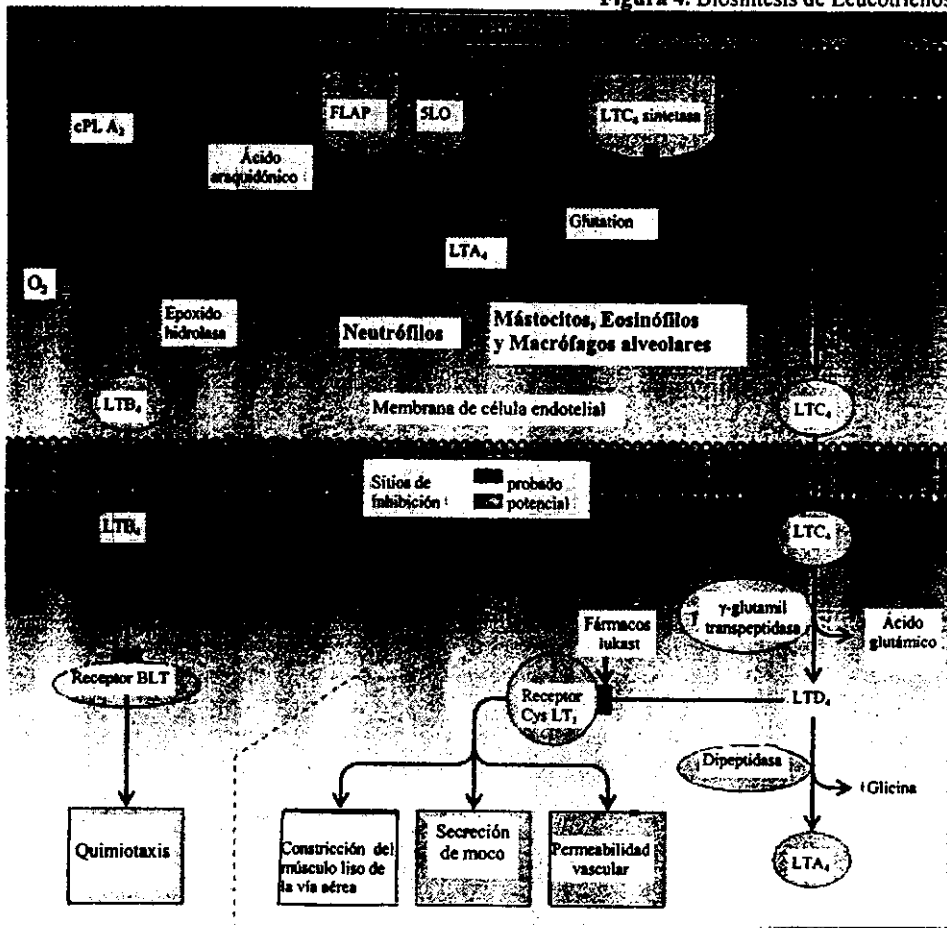 Figura 4. Biosíntesis de Leucotrienos
FLAP
5LO
LTC₄ sintetasa
cPL A₂
Ácido
araquidónico
Glutation
LTA₄
O₂
Epoxido
hidrolasa
Neutrófilos
Mástocitos, Eosinófilos
y Macrófagos alveolares
LTB₄
Membrana de célula endotelial
LTC₄
Sitios de
inhibición
probado
potencial
LTB₄
LTC₄
γ-glutamil
transpeptidasa
Ácido
glutámico
Fármacos
lukast
Receptor BLT
Receptor
Cys LT₁
LTD₄
Dipeptidasa
Glicina
Quimiotaxis
Constricción del
músculo liso de
la vía aérea
Secreción
de moco
Permeabilidad
vascular
LTA₄